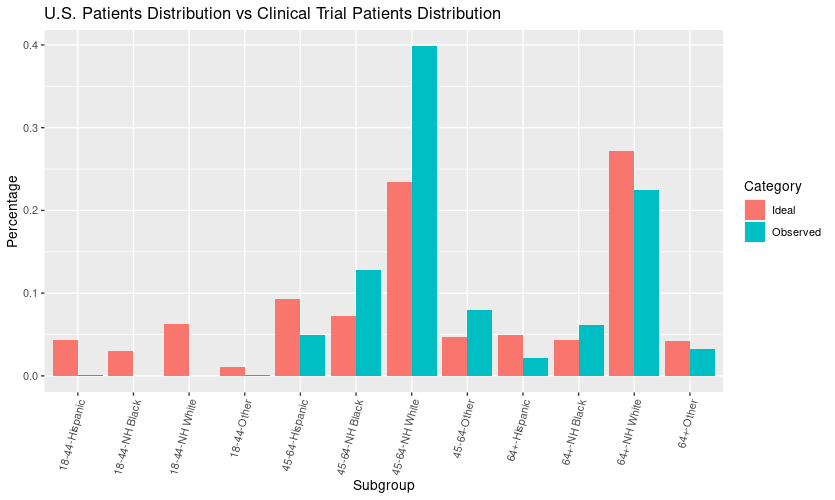 U.S. Patients Distribution vs Clinical Trial Patients Distribution
Percentage
0.4
0.3
0.2
0.1
0.0
18-44-Hispanic
18-44-NH Black
18-44-NH White
18-44-Other
45-64-Hispanic
45-64-NH Black
45-64-NH White
45-64-Other
64+-Hispanic
64+-NH Black
64+-NH White
64+-Other
Subgroup
Category
Ideal
Observed